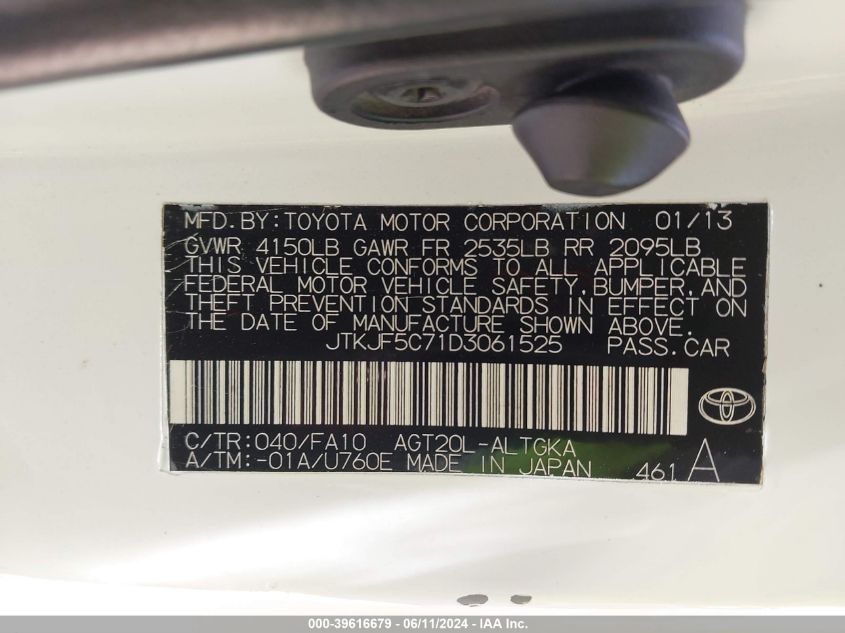 MFD. BY: TOYOTA MOTOR CORPORATION 01/13
GVWR 4150LB GAWR FR 2535LB RR 2095LB
THIS VEHICLE CONFORMS TO ALL APPLICABLE
FEDERAL MOTOR VEHICLE SAFETY, BUMPER, AND
THEFT PREVENTION STANDARDS IN EFFECT ON
THE DATE OF MANUFACTURE SHOWN ABOVE.
JTKJF5C71D3061525 PASS. CAR
C/TR: 040/FA10 AGT20L-ALTGKA
A/TM: -01A/U760E MADE IN JAPAN 461 A
000-39616679 - 06/11/2024 - IAA Inc.